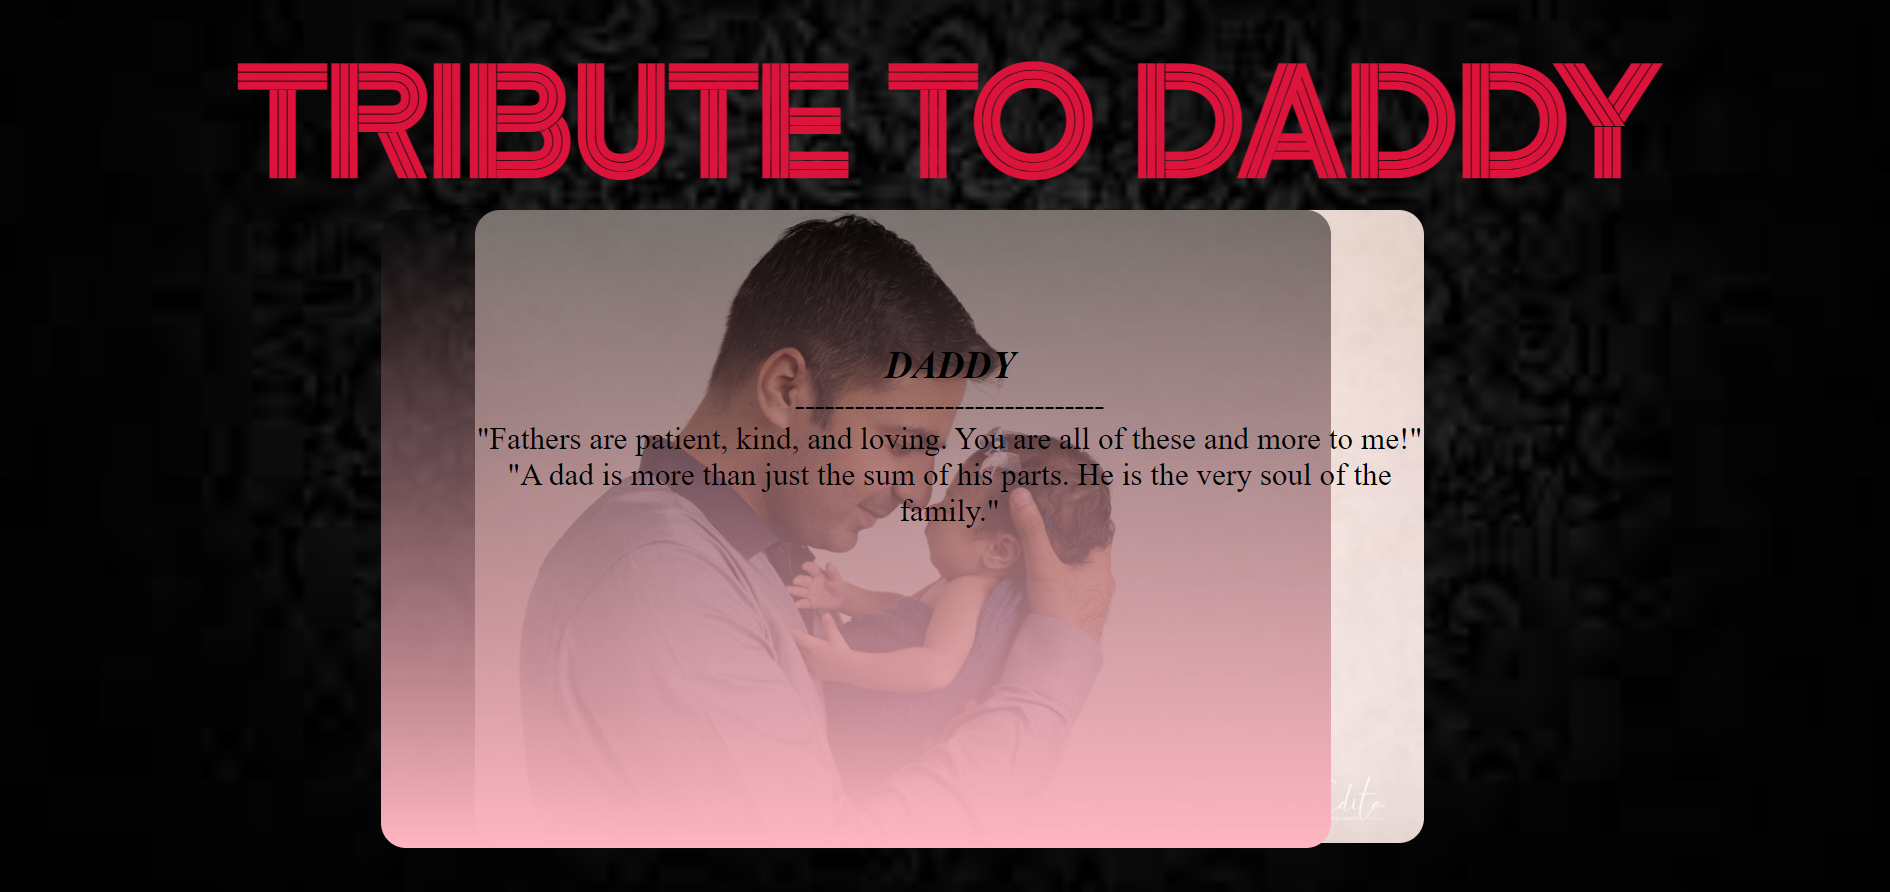 TRIBUTE TO DADDY
DADDY
-------------------------------
"Fathers are patient, kind, and loving. You are all of these and more to me!"
"A dad is more than just the sum of his parts. He is the very soul of the
family."